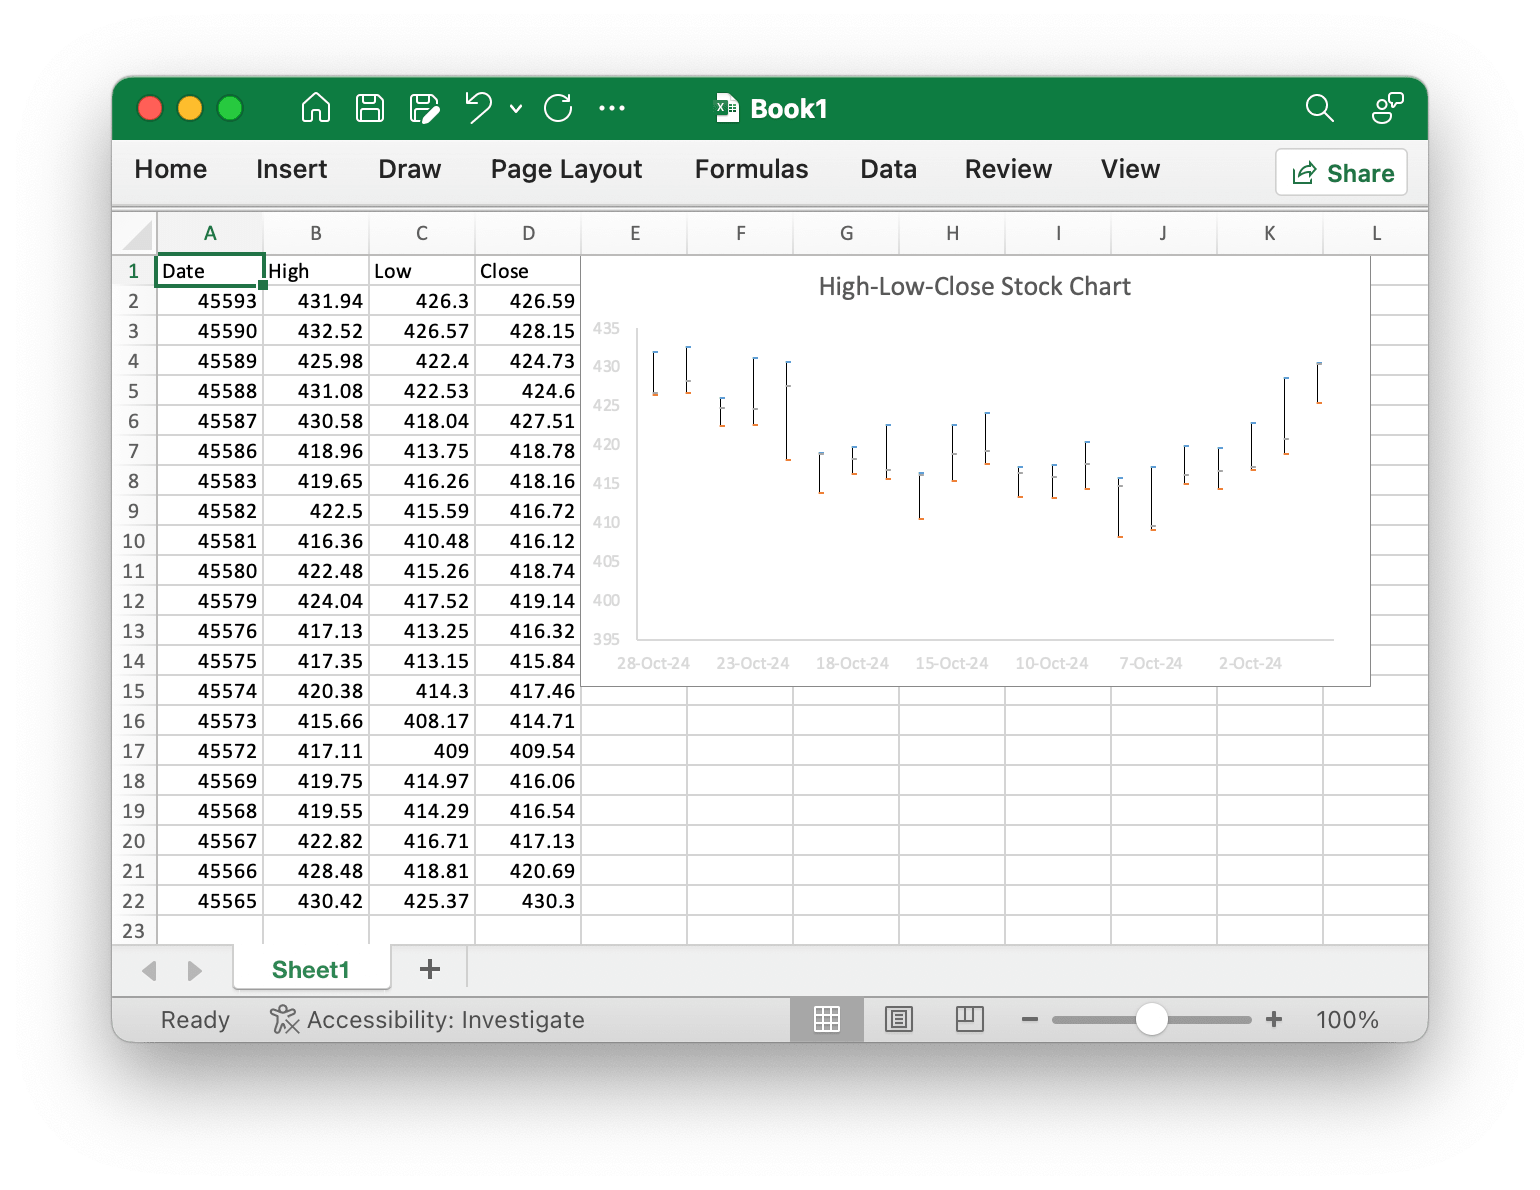 Book1
Home Insert Draw Page Layout Formulas Data Review View Share
A B C D E F G H I J K L
1 Date High Low Close
2 45593 431.94 426.3 426.59
3 45590 432.52 426.57 428.15
4 45589 425.98 422.4 424.73
5 45588 431.08 422.53 424.6
6 45587 430.58 418.04 427.51
7 45586 418.96 413.75 418.78
8 45583 419.65 416.26 418.16
9 45582 422.5 415.59 416.72
10 45581 416.36 410.48 416.12
11 45580 422.48 415.26 418.74
12 45579 424.04 417.52 419.14
13 45576 417.13 413.25 416.32
14 45575 417.35 413.15 415.84
15 45574 420.38 414.3 417.46
16 45573 415.66 408.17 414.71
17 45572 417.11 409 409.54
18 45569 419.75 414.97 416.06
19 45568 419.55 414.29 416.54
20 45567 422.82 416.71 417.13
21 45566 428.48 418.81 420.69
22 45565 430.42 425.37 430.3
23
High-Low-Close Stock Chart
435
430
425
420
415
410
405
400
395
28-Oct-24 23-Oct-24 18-Oct-24 15-Oct-24 10-Oct-24 7-Oct-24 2-Oct-24
Sheet1 +
Ready Accessibility: Investigate 100%